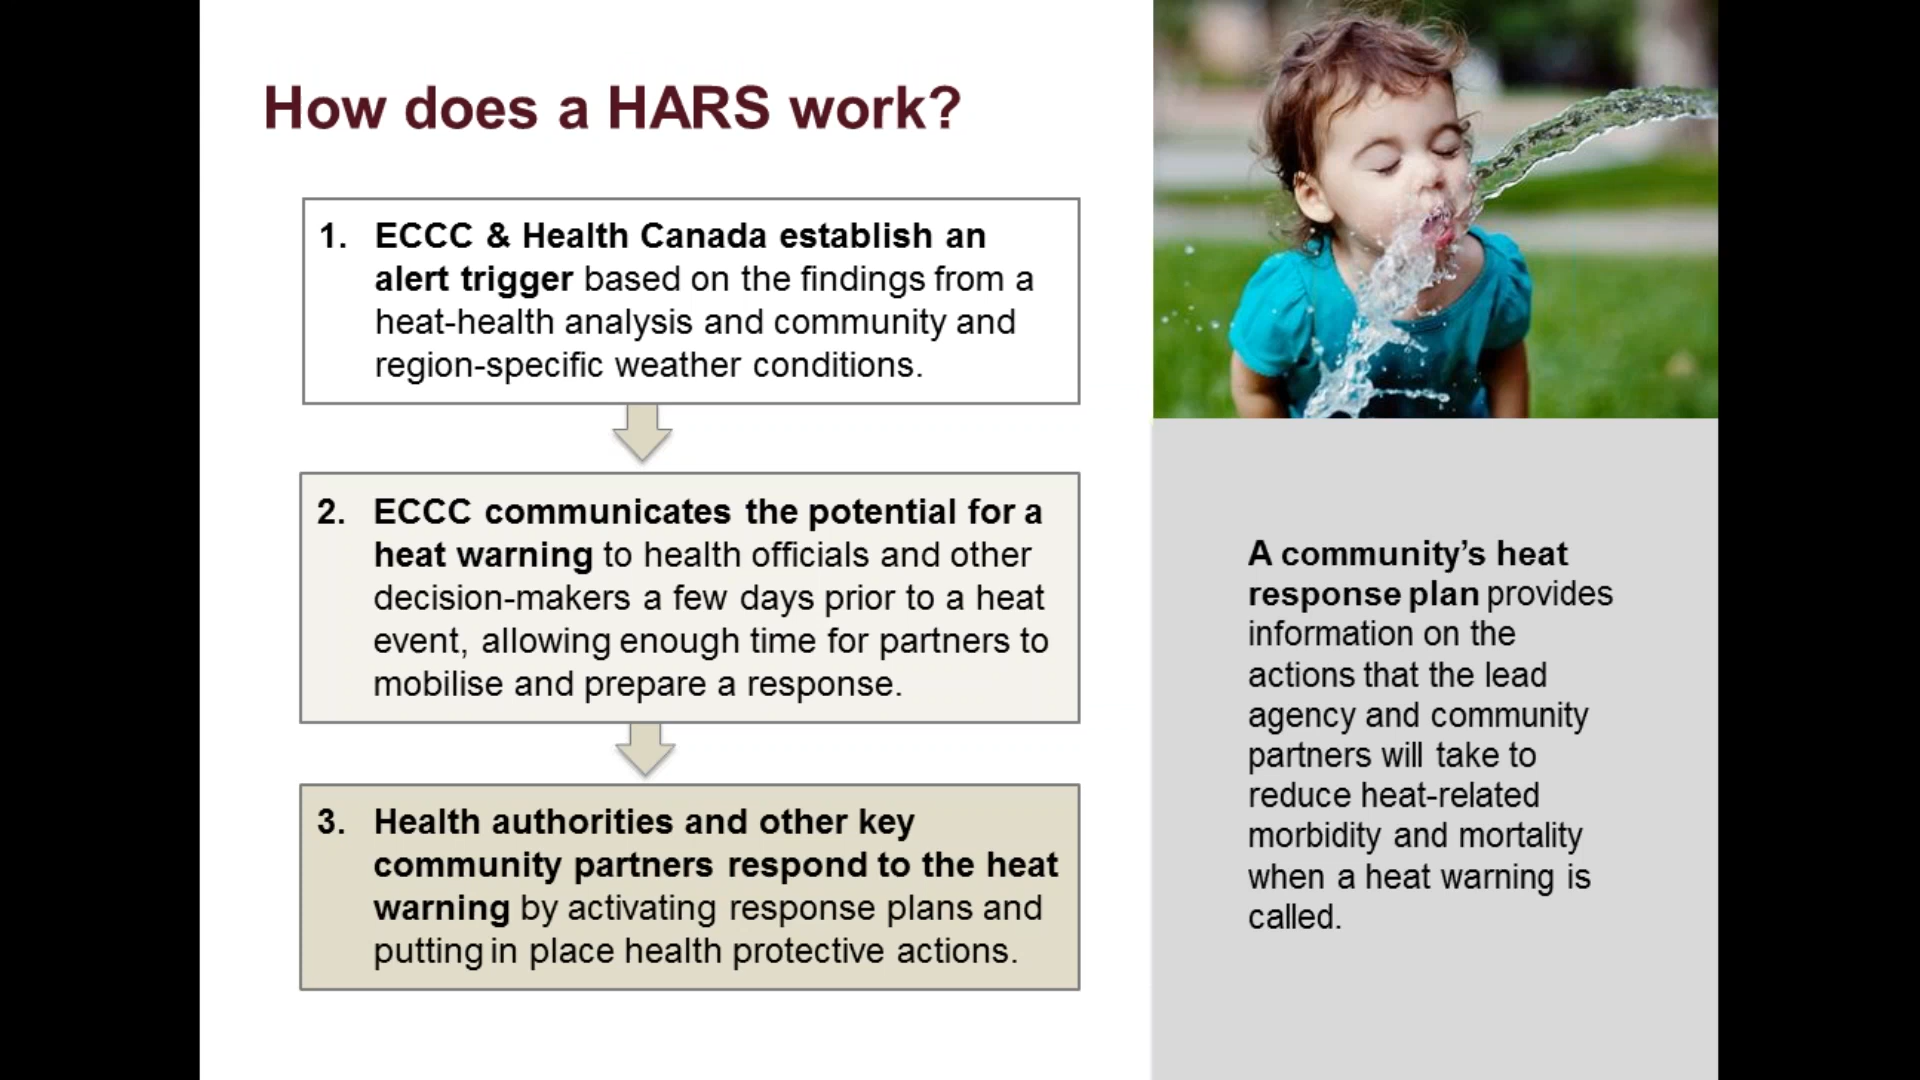 How does a HARS work?
1. ECCC & Health Canada establish an
alert trigger based on the findings from a
heat-health analysis and community and
region-specific weather conditions.
2. ECCC communicates the potential for a
heat warning to health officials and other
decision-makers a few days prior to a heat
event, allowing enough time for partners to
mobilise and prepare a response.
3. Health authorities and other key
community partners respond to the heat
warning by activating response plans and
putting in place health protective actions.
A community’s heat
response plan provides
information on the
actions that the lead
agency and community
partners will take to
reduce heat-related
morbidity and mortality
when a heat warning is
called.